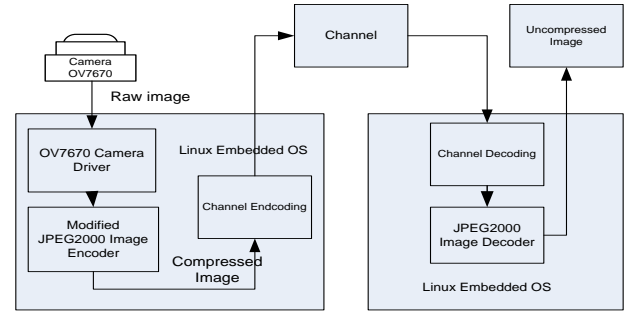 Camera
OV7670
Raw image
OV7670 Camera
Driver
Modified
JPEG2000 Image
Encoder
Compressed
Image
Linux Embedded OS
Channel Endcoding
Channel
Channel Decoding
JPEG2000
Image Decoder
Linux Embedded OS
Uncompressed
Image